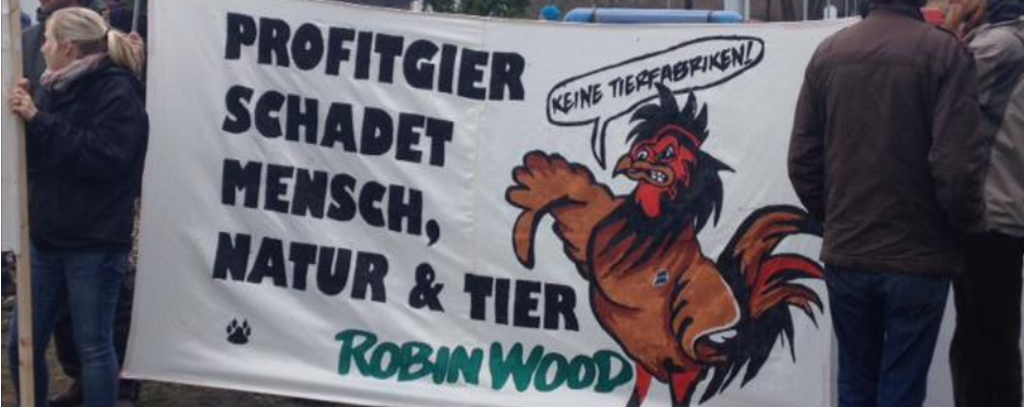 PROFITGIER
SCHADET
MENSCH,
NATUR & TIER
KEINE TIERFABRIKEN!
ROBIN WOOD